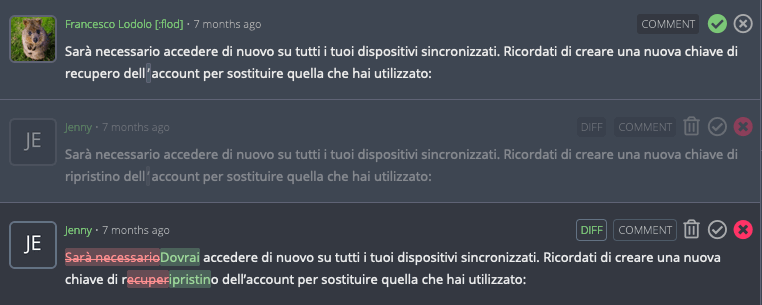 Francesco Lodolo [:flod] • 7 months ago COMMENT
Sarà necessario accedere di nuovo su tutti i tuoi dispositivi sincronizzati. Ricordati di creare una nuova chiave di
recupero dell’account per sostituire quella che hai utilizzato:
JE
Jenny • 7 months ago DIFF COMMENT
Sarà necessario accedere di nuovo su tutti i tuoi dispositivi sincronizzati. Ricordati di creare una nuova chiave di
ripristino dell’account per sostituire quella che hai utilizzato:
JE
Jenny • 7 months ago DIFF COMMENT
Sarà necessarioDovrai accedere di nuovo su tutti i tuoi dispositivi sincronizzati. Ricordati di creare una nuova
chiave di recuperipristino dell’account per sostituire quella che hai utilizzato: